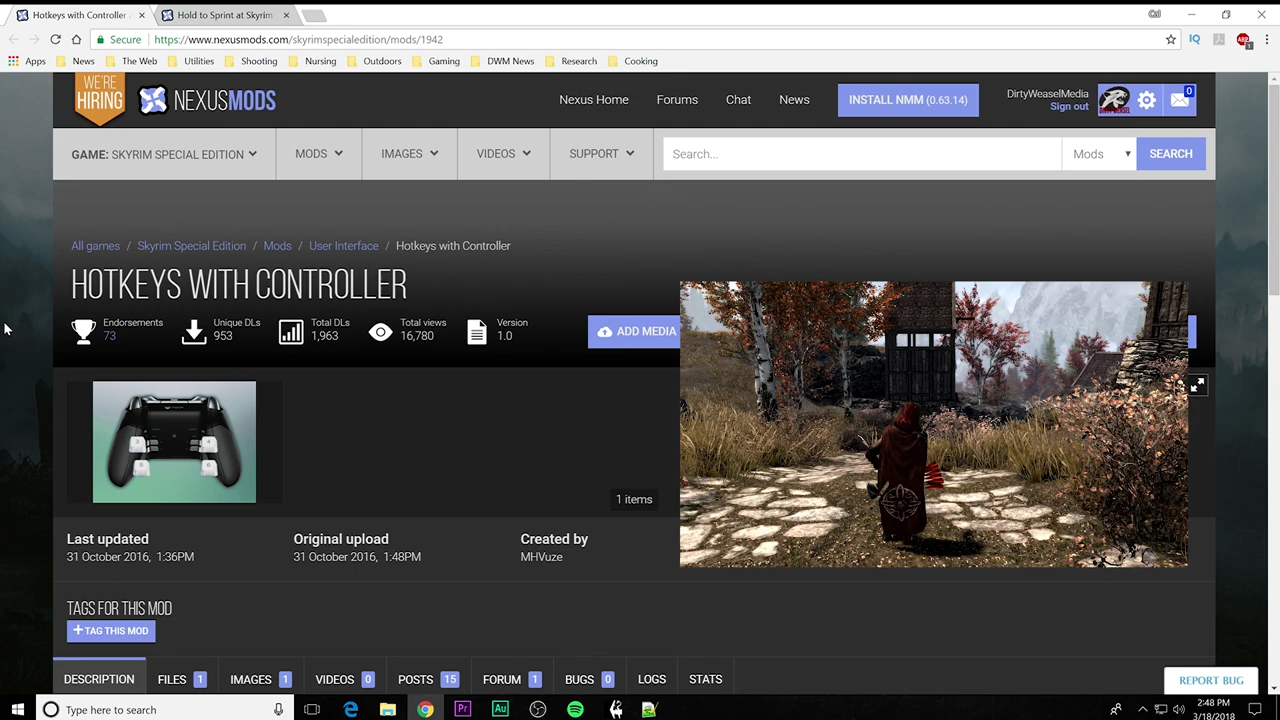 Hotkeys with Controller
Hold to Sprint at Skyrim
Secure
https://www.nexusmods.com/skyrimspecialedition/mods/1942
IQ
ABP
1
Apps
News
The Web
Utilities
Shooting
Nursing
Outdoors
Gaming
DWM News
Research
Cooking
WE'RE
HIRING
NEXUSMODS
Nexus Home
Forums
Chat
News
INSTALL NMM (0.63.14)
DirtyWeaselMedia
Sign out
0
GAME: SKYRIM SPECIAL EDITION
MODS
IMAGES
VIDEOS
SUPPORT
Search...
Mods
SEARCH
All games / Skyrim Special Edition / Mods / User Interface / Hotkeys with Controller
HOTKEYS WITH CONTROLLER
Endorsements
73
Unique DLs
953
Total DLs
1,963
Total views
16,780
Version
1.0
ADD MEDIA
1 items
Last updated
31 October 2016, 1:36PM
Original upload
31 October 2016, 1:48PM
Created by
MHVuze
TAGS FOR THIS MOD
+ TAG THIS MOD
DESCRIPTION
FILES 1
IMAGES 1
VIDEOS 0
POSTS 15
FORUM 1
BUGS 0
LOGS
STATS
REPORT BUG
Type here to search
Pr
Au
2:48 PM
3/18/2018